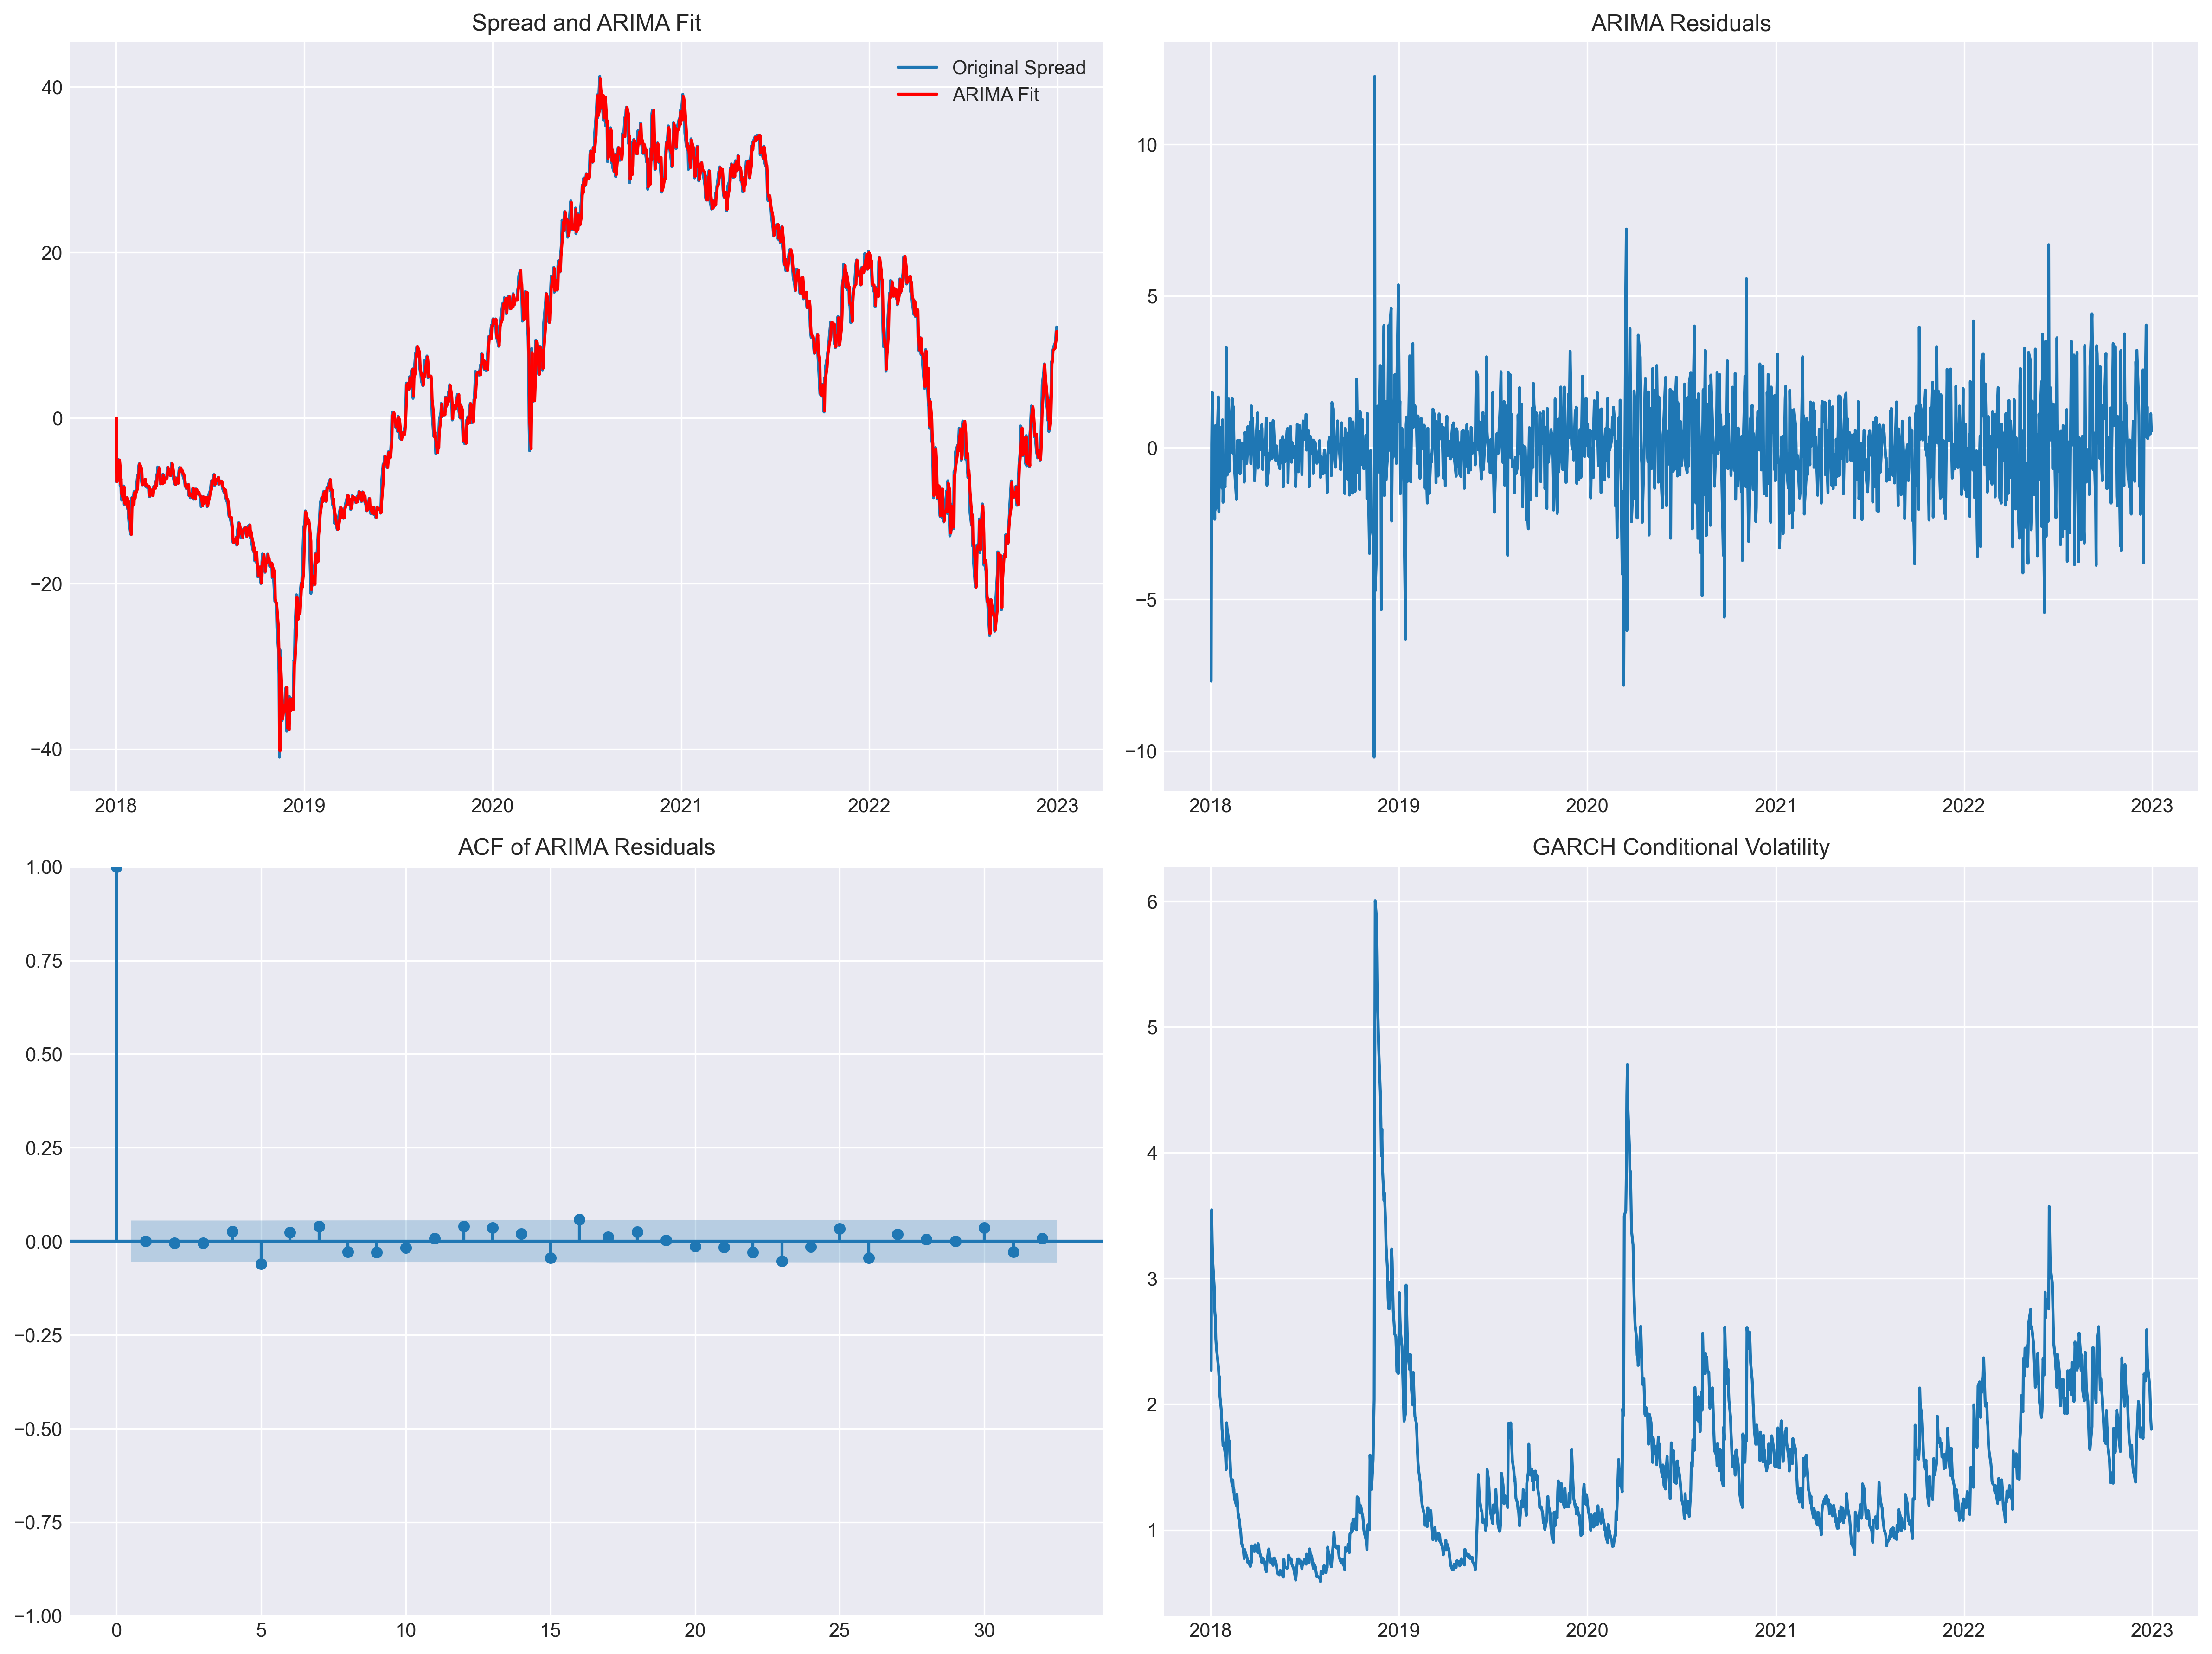 Spread and ARIMA Fit
Original Spread
ARIMA Fit
40
20
0
−20
−40
2018 2019 2020 2021 2022 2023
ARIMA Residuals
10
5
0
−5
−10
2018 2019 2020 2021 2022 2023
ACF of ARIMA Residuals
1.00
0.75
0.50
0.25
0.00
−0.25
−0.50
−0.75
−1.00
0 5 10 15 20 25 30
GARCH Conditional Volatility
6
5
4
3
2
1
2018 2019 2020 2021 2022 2023